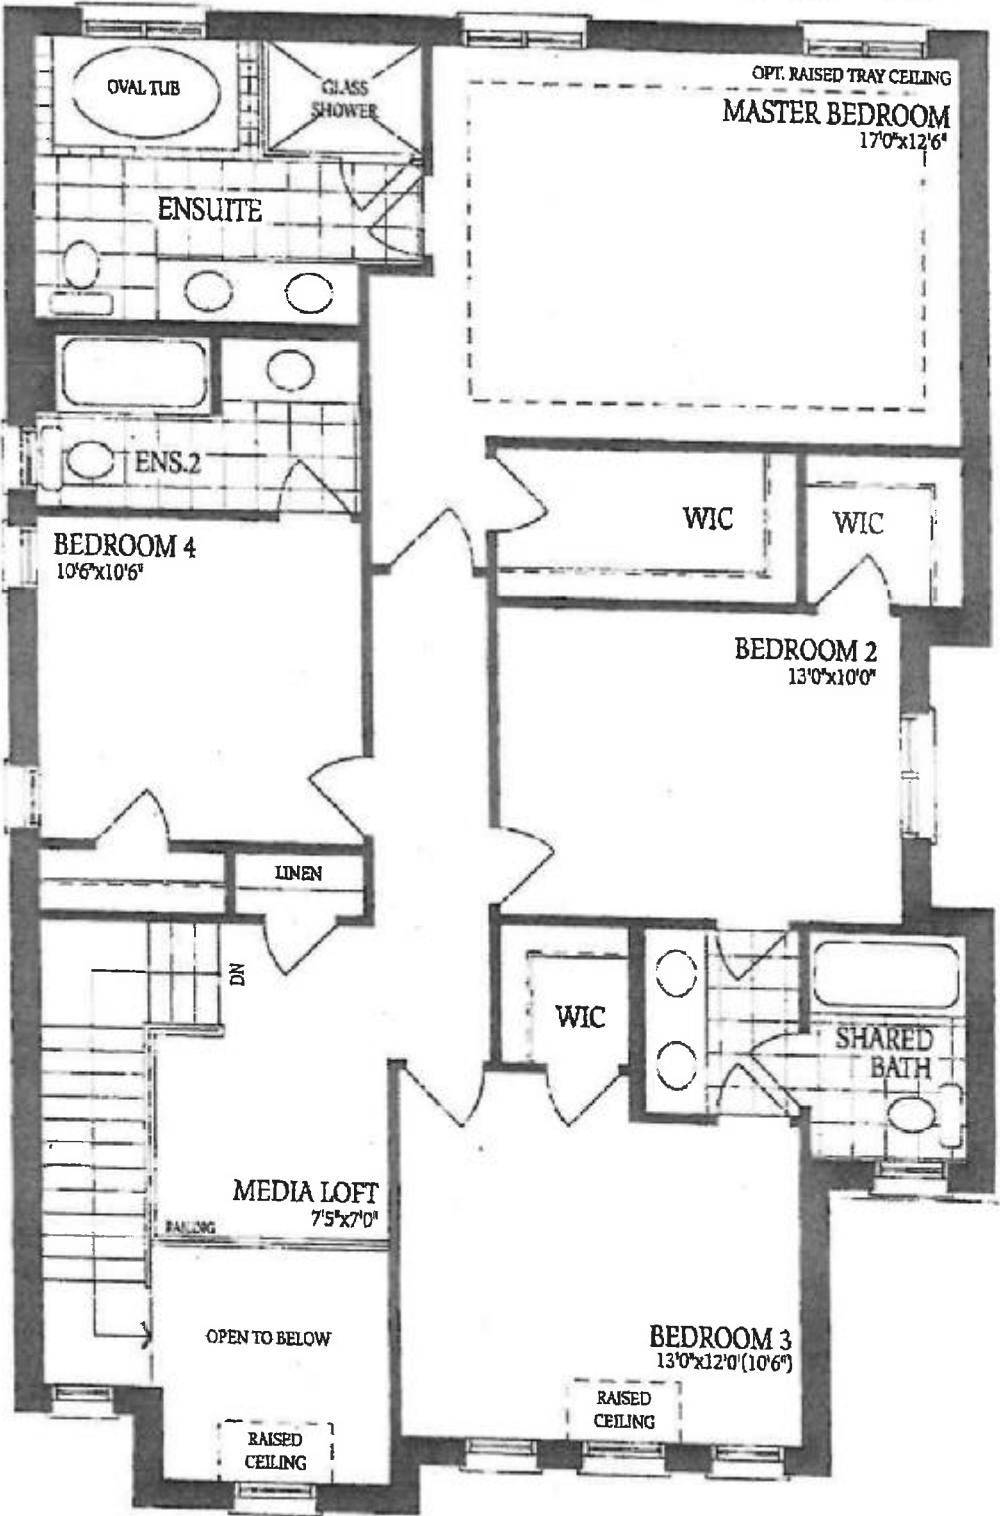 OVAL TUB
GLASS
SHOWER
OPT. RAISED TRAY CEILING
MASTER BEDROOM
17'0"x12'6"
ENSUITE
ENS.2
WIC
WIC
BEDROOM 4
10'6"x10'6"
BEDROOM 2
13'0"x10'0"
LINEN
DN
WIC
SHARED
BATH
MEDIA LOFT
7'5"x7'0"
RAILING
OPEN TO BELOW
BEDROOM 3
13'0"x12'0'(10'6")
RAISED
CEILING
RAISED
CEILING